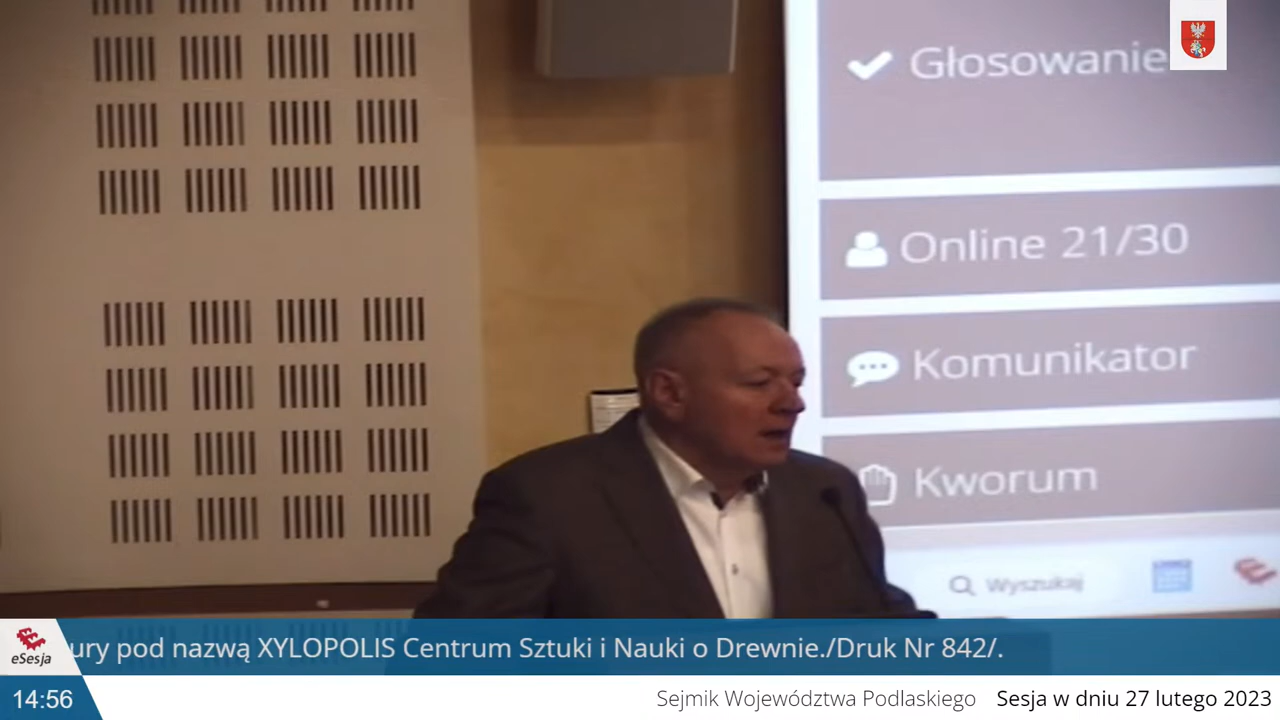 Głosowanie
Online 21/30
Komunikator
Kworum
Wyszukaj
eSesja
ury pod nazwą XYLOPOLIS Centrum Sztuki i Nauki o Drewnie./Druk Nr 842/.
14:56
Sejmik Województwa Podlaskiego Sesja w dniu 27 lutego 2023